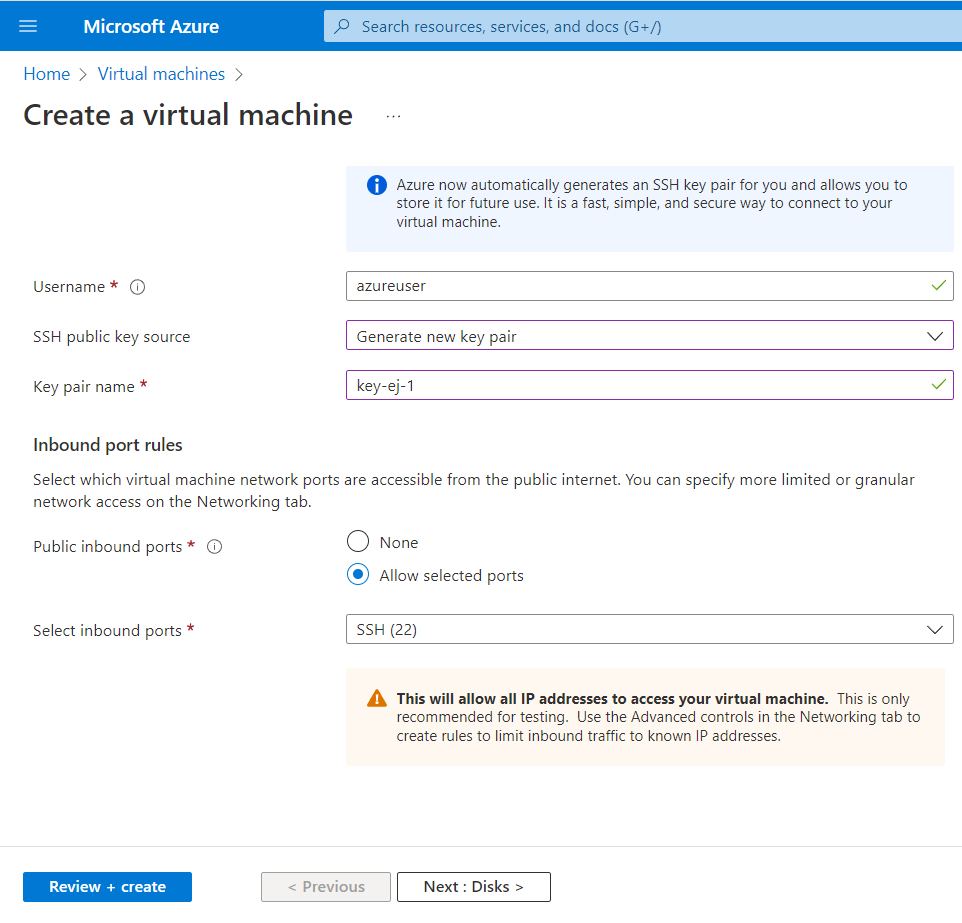 Microsoft Azure
Search resources, services, and docs (G+/)
Home > Virtual machines >
Create a virtual machine ...
Azure now automatically generates an SSH key pair for you and allows you to
store it for future use. It is a fast, simple, and secure way to connect to your
virtual machine.
Username *
azureuser
SSH public key source
Generate new key pair
Key pair name *
key-ej-1
Inbound port rules
Select which virtual machine network ports are accessible from the public internet. You can specify more limited or granular
network access on the Networking tab.
Public inbound ports *
None
Allow selected ports
Select inbound ports *
SSH (22)
This will allow all IP addresses to access your virtual machine. This is only
recommended for testing. Use the Advanced controls in the Networking tab to
create rules to limit inbound traffic to known IP addresses.
Review + create
< Previous
Next : Disks >